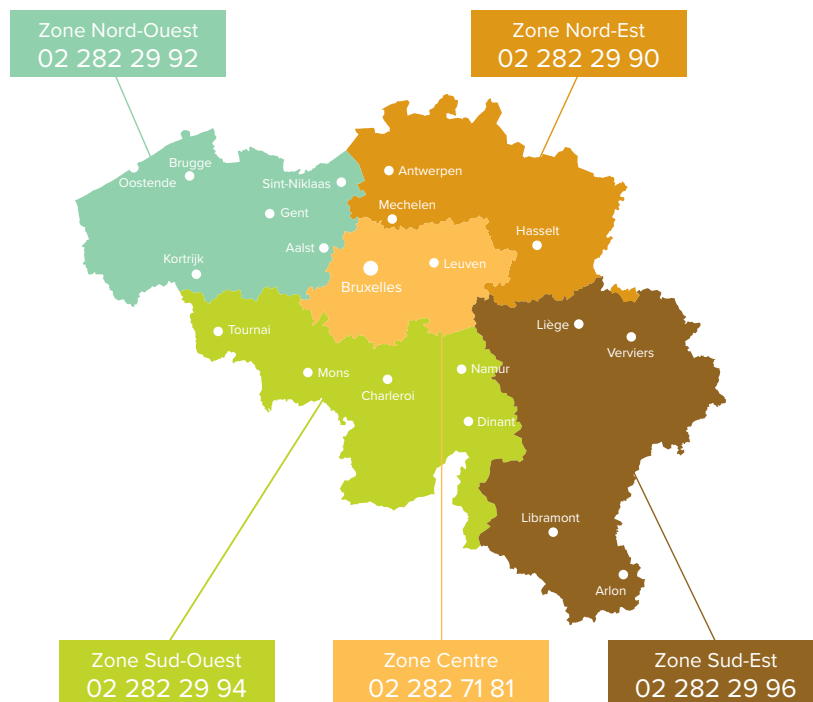 Zone Nord-Ouest
02 282 29 92
Zone Nord-Est
02 282 29 90
Brugge
Oostende
Sint-Niklaas
Antwerpen
Mechelen
Gent
Hasselt
Aalst
Kortrijk
Leuven
Bruxelles
Tournai
Liège
Verviers
Mons
Charleroi
Namur
Dinant
Libramont
Arlon
Zone Sud-Ouest
02 282 29 94
Zone Centre
02 282 71 81
Zone Sud-Est
02 282 29 96